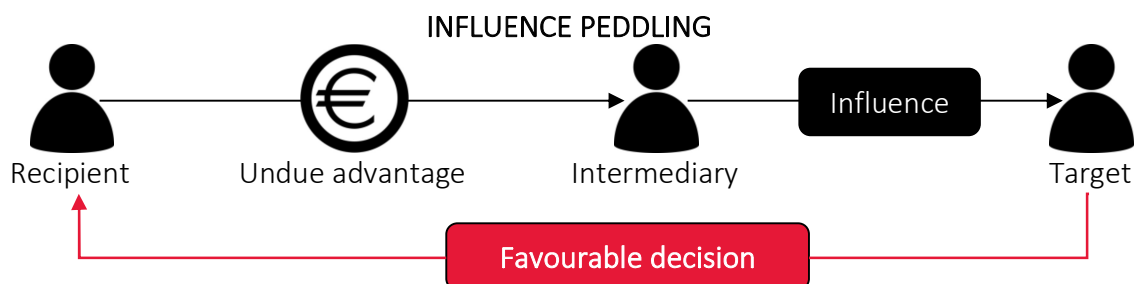 INFLUENCE PEDDLING
€
Influence
Recipient
Undue advantage
Intermediary
Target
Favourable decision